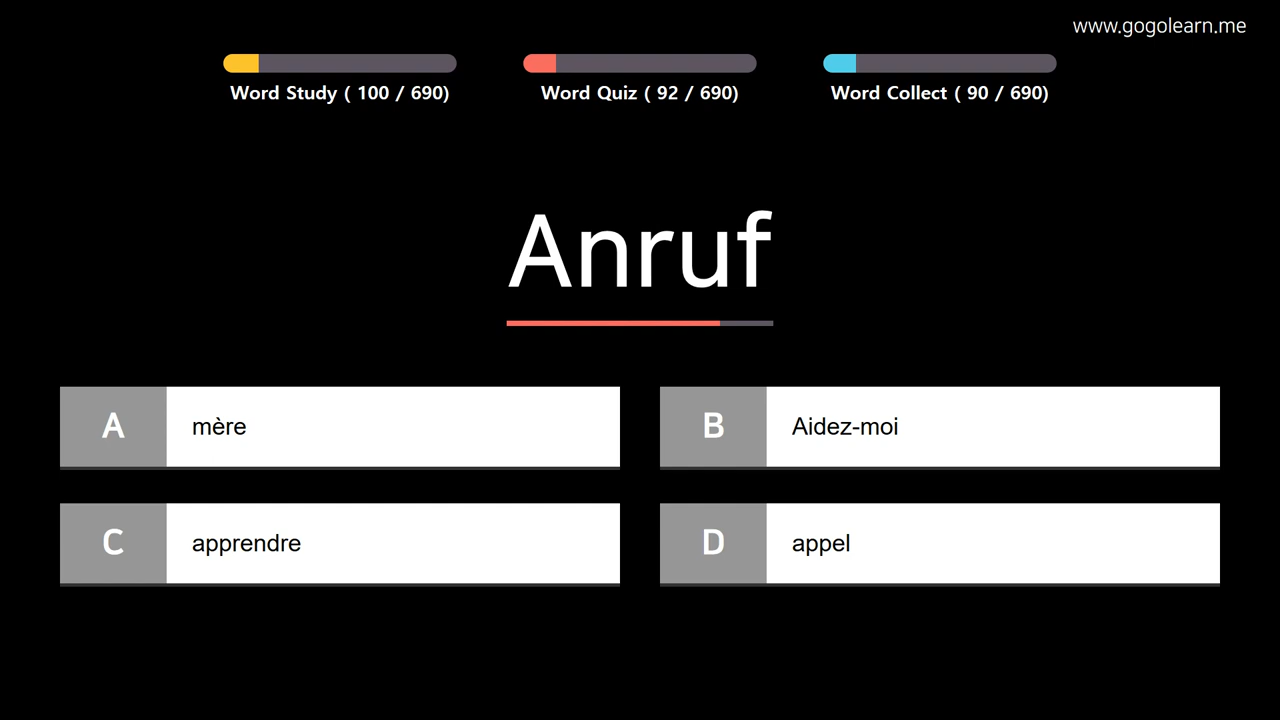 www.gogolearn.me
Word Study ( 100 / 690)
Word Quiz ( 92 / 690)
Word Collect ( 90 / 690)
Anruf
A mère
B Aidez-moi
C apprendre
D appel